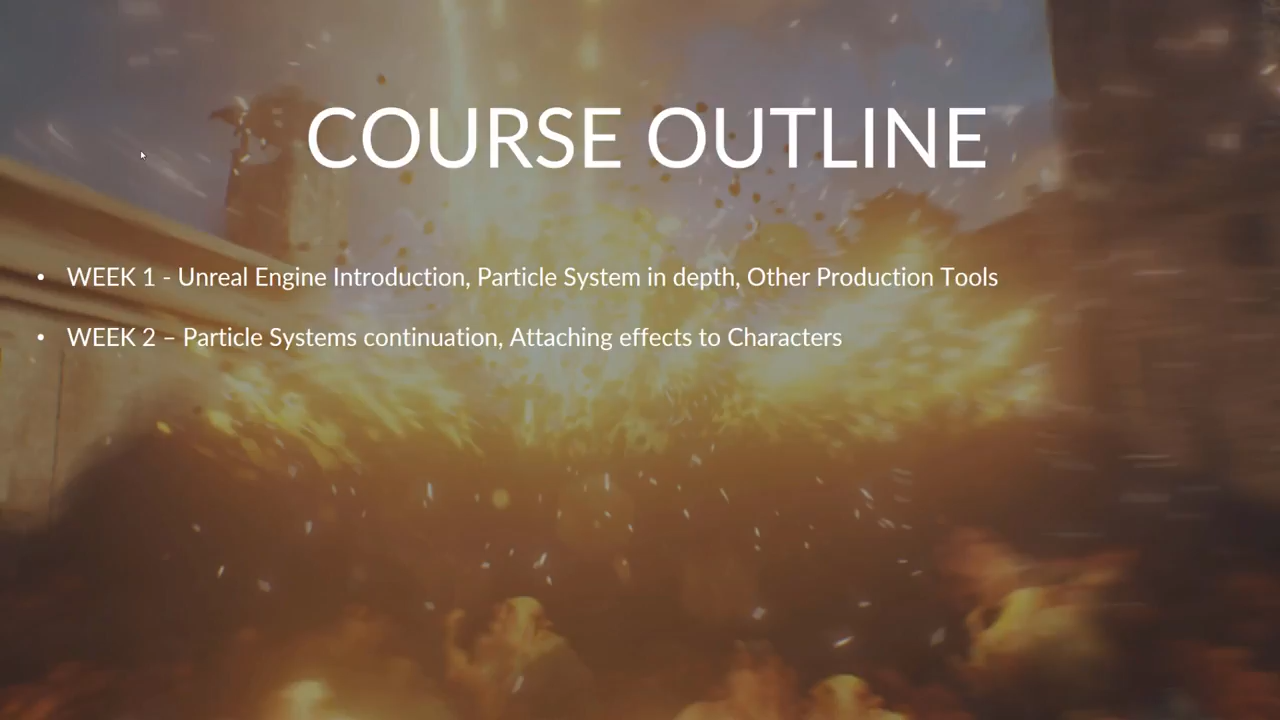 COURSE OUTLINE
• WEEK 1 - Unreal Engine Introduction, Particle System in depth, Other Production Tools
• WEEK 2 – Particle Systems continuation, Attaching effects to Characters